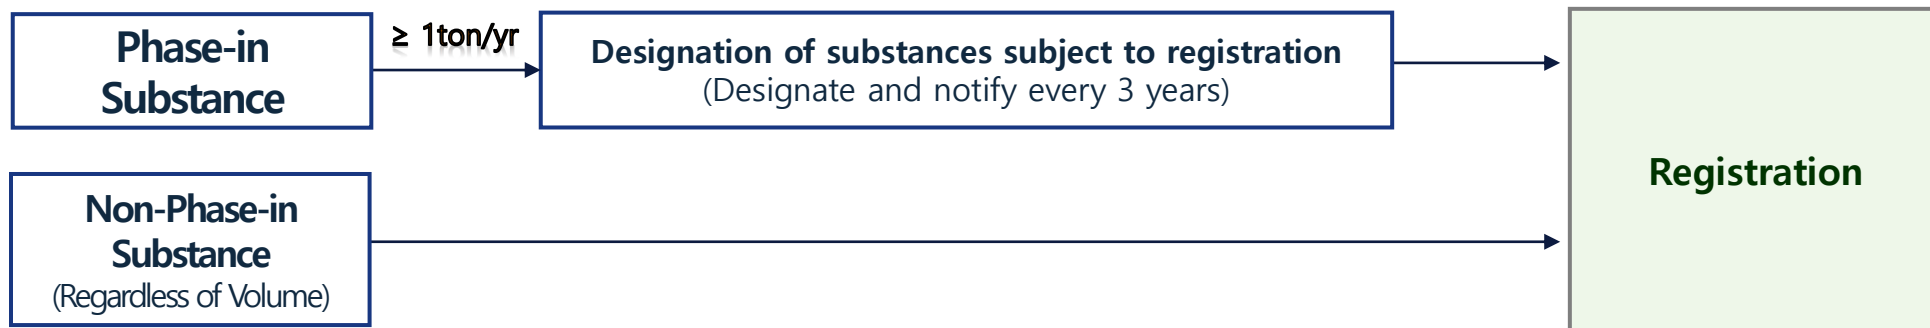 Phase-in
Substance
≥ 1ton/yr
Designation of substances subject to registration
(Designate and notify every 3 years)
Registration
Non-Phase-in
Substance
(Regardless of Volume)